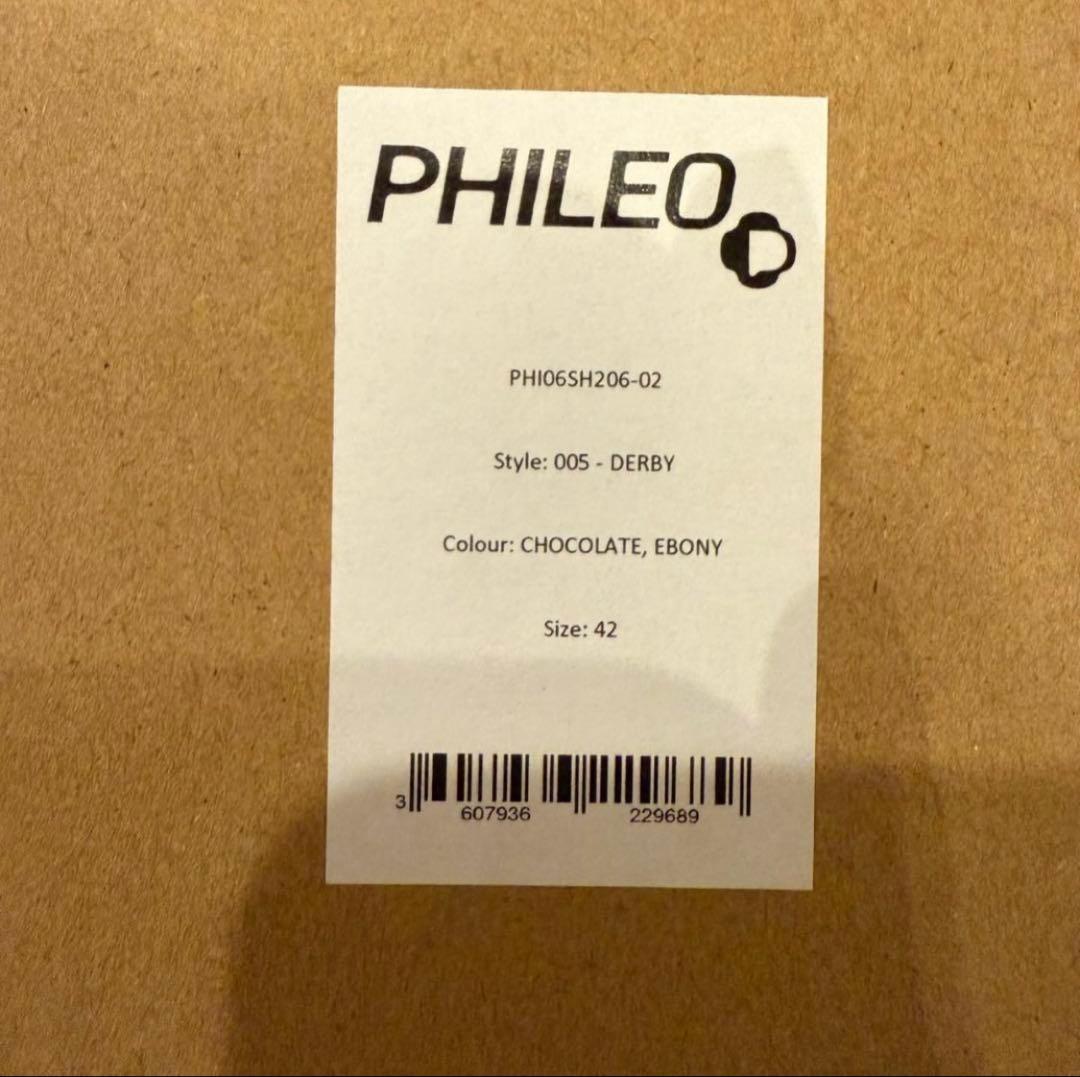 PHILEO
PHI06SH206-02
Style: 005 - DERBY
Colour: CHOCOLATE, EBONY
Size: 42
3 607936 229689